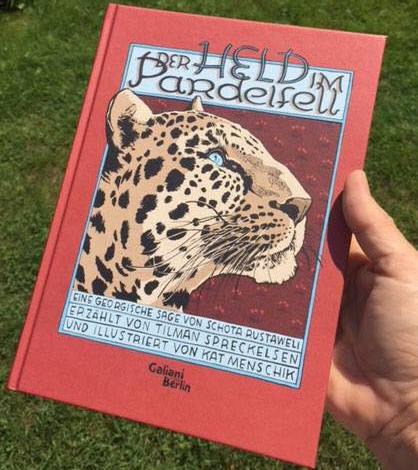 DER HELD IM
PARDELFELL
EINE GEORGISCHE SAGE VON SCHOTA RUSTAWELI
ERZÄHLT VON TILMAN SPRECKELSEN
UND ILLUSTRIERT VON KAT MENSCHIK
Galiani
Berlin